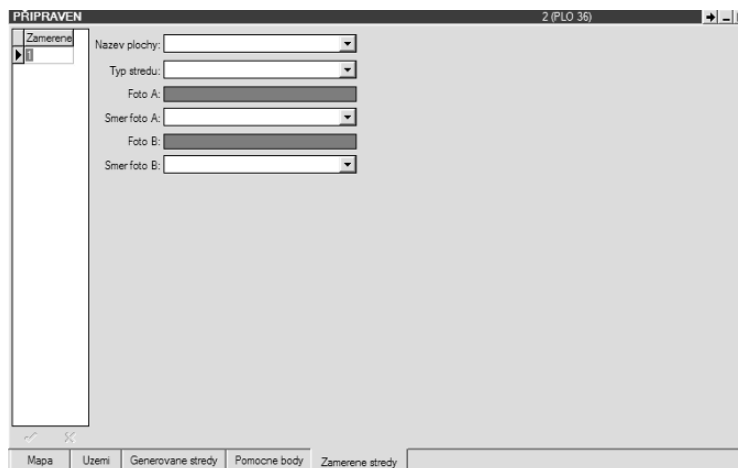 PŘIPRAVEN 2 (PLO 36)
Zamerene
1
Nazev plochy:
Typ stredu:
Foto A:
Smer foto A:
Foto B:
Smer foto B:
Mapa Uzemi Generovane stredy Pomocne body Zamerene stredy